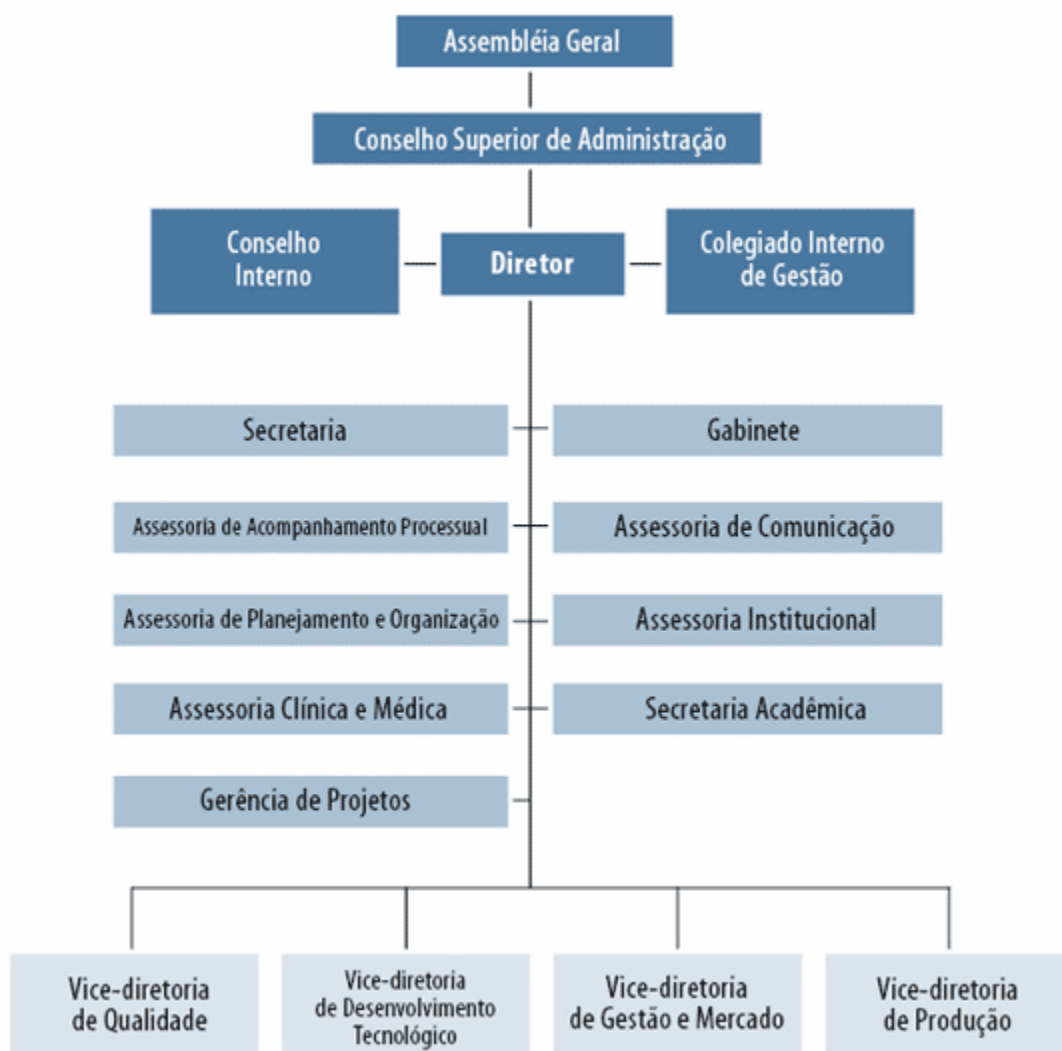 Assembléia Geral
Conselho Superior de Administração
Conselho
Interno
Diretor
Colegiado Interno
de Gestão
Secretaria
Gabinete
Assessoria de Acompanhamento Processual
Assessoria de Comunicação
Assessoria de Planejamento e Organização
Assessoria Institucional
Assessoria Clínica e Médica
Secretaria Acadêmica
Gerência de Projetos
Vice-diretoria
de Qualidade
Vice-diretoria
de Desenvolvimento
Tecnológico
Vice-diretoria
de Gestão e Mercado
Vice-diretoria
de Produção